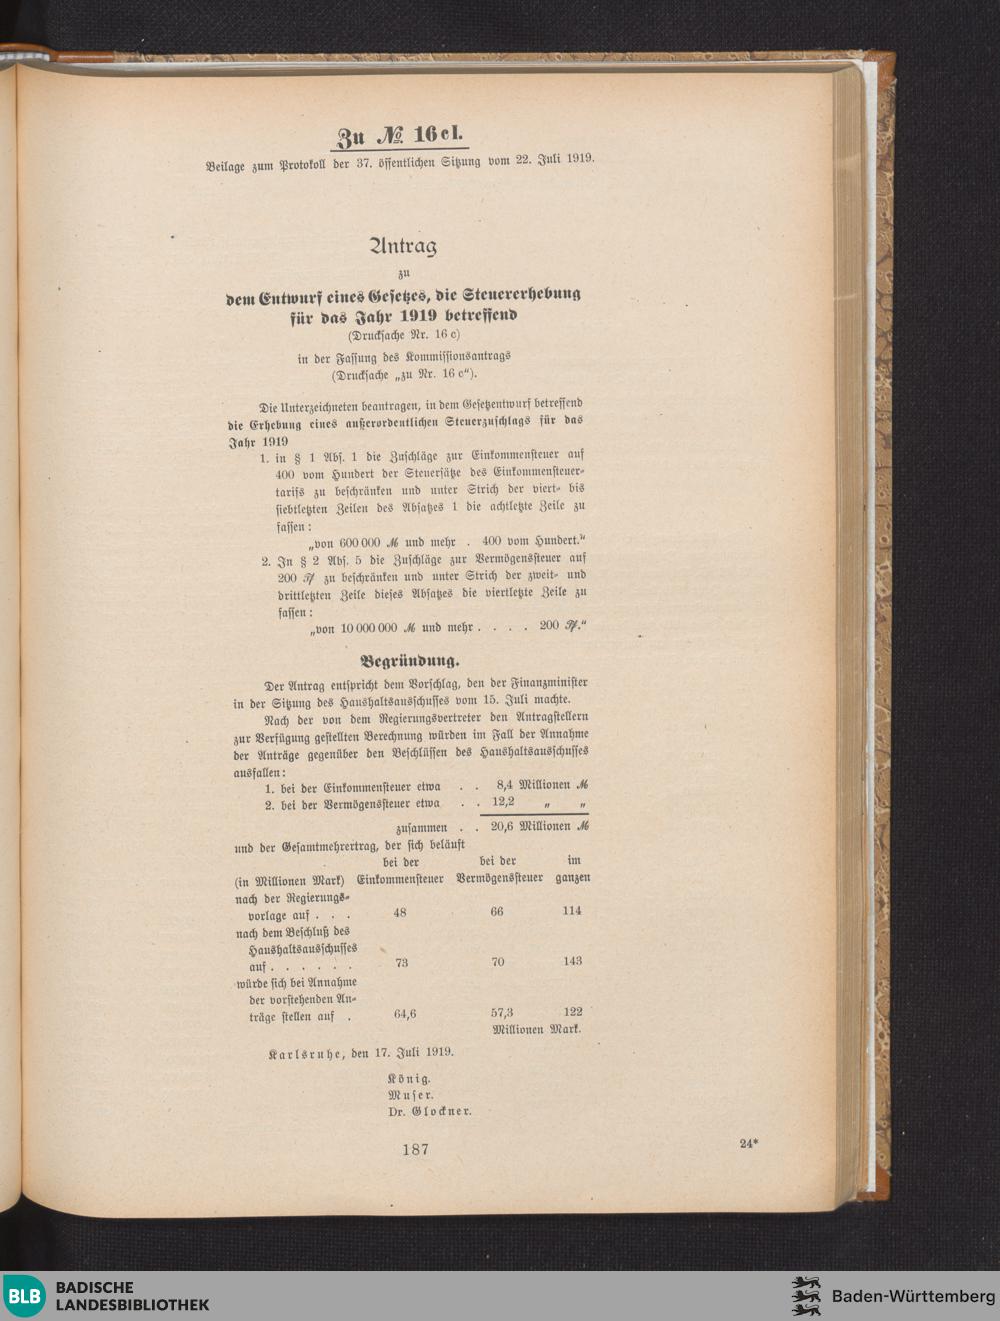 Zu № 16cI.
Beilage zum Protokoll der 37. öffentlichen Sitzung vom 22. Juli 1919.
Antrag
zu
dem Entwurf eines Gesetzes, die Steuererhebung
für das Jahr 1919 betreffend
(Drucksache Nr. 16 c)
in der Fassung des Kommissionsantrags
(Drucksache „zu Nr. 16 c“).
Die Unterzeichneten beantragen, in dem Gesetzentwurf betreffend
die Erhebung eines außerordentlichen Steuerzuschlags für das
Jahr 1919
1. in § 1 Abs. 1 die Zuschläge zur Einkommensteuer auf
400 vom Hundert der Steuersätze des Einkommensteuer-
tarifs zu beschränken und unter Strich der viert- bis
siebtletzten Zeilen des Absatzes 1 die achtletzte Zeile zu
fassen:
„von 600 000 ℳ und mehr . 400 vom Hundert.“
2. In § 2 Abs. 5 die Zuschläge zur Vermögenssteuer auf
200 ₰ zu beschränken und unter Strich der zweit- und
drittletzten Zeile dieses Absatzes die viertletzte Zeile zu
fassen:
„von 10 000 000 ℳ und mehr . . . . 200 ₰.“
Begründung.
Der Antrag entspricht dem Vorschlag, den der Finanzminister
in der Sitzung des Haushaltsausschusses vom 15. Juli machte.
Nach der von dem Regierungsvertreter den Antragstellern
zur Verfügung gestellten Berechnung würden im Fall der Annahme
der Anträge gegenüber den Beschlüssen des Haushaltsausschusses
ausfallen:
1. bei der Einkommensteuer etwa . . 8,4 Millionen ℳ
2. bei der Vermögenssteuer etwa . . 12,2 „ „
zusammen . . 20,6 Millionen ℳ
und der Gesamtmehrertrag, der sich beläuft
bei der bei der im
(in Millionen Mark) Einkommensteuer Vermögenssteuer ganzen
nach der Regierungs-
vorlage auf . . . 48 66 114
nach dem Beschluß des
Haushaltsausschusses
auf . . . . . . 73 70 143
würde sich bei Annahme
der vorstehenden An-
träge stellen auf . 64,6 57,3 122
Millionen Mark.
Karlsruhe, den 17. Juli 1919.
König.
Muser.
Dr. Glockner.
187
24*
BLB BADISCHE
LANDESBIBLIOTHEK
Baden-Württemberg